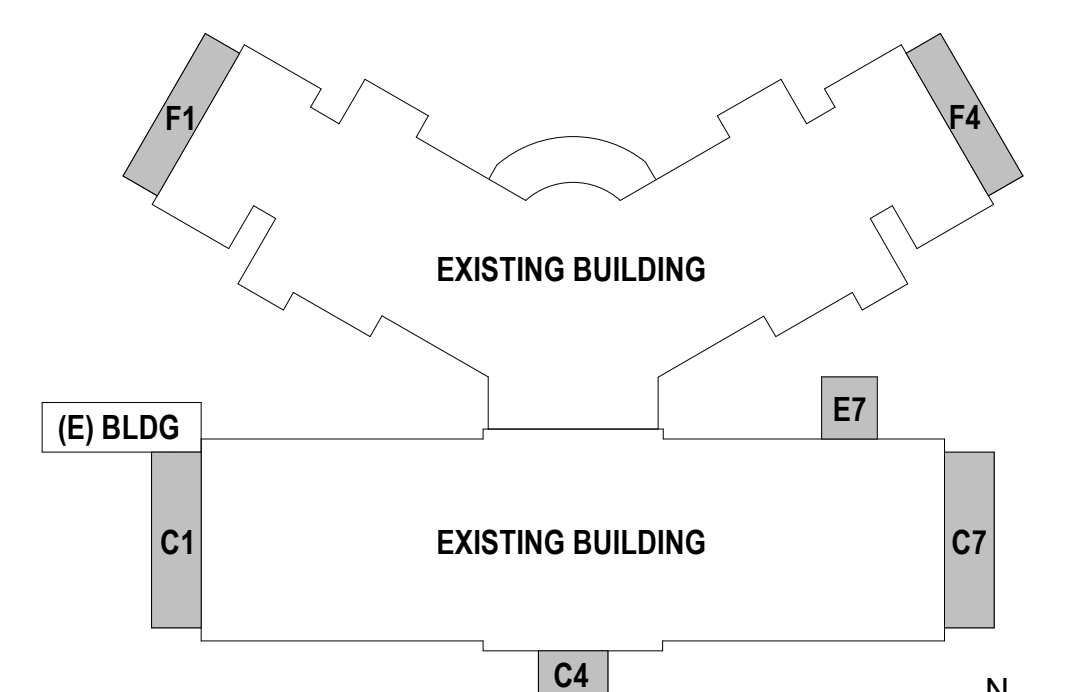 F1
F4
EXISTING BUILDING
E7
(E) BLDG
C1
EXISTING BUILDING
C7
C4
N